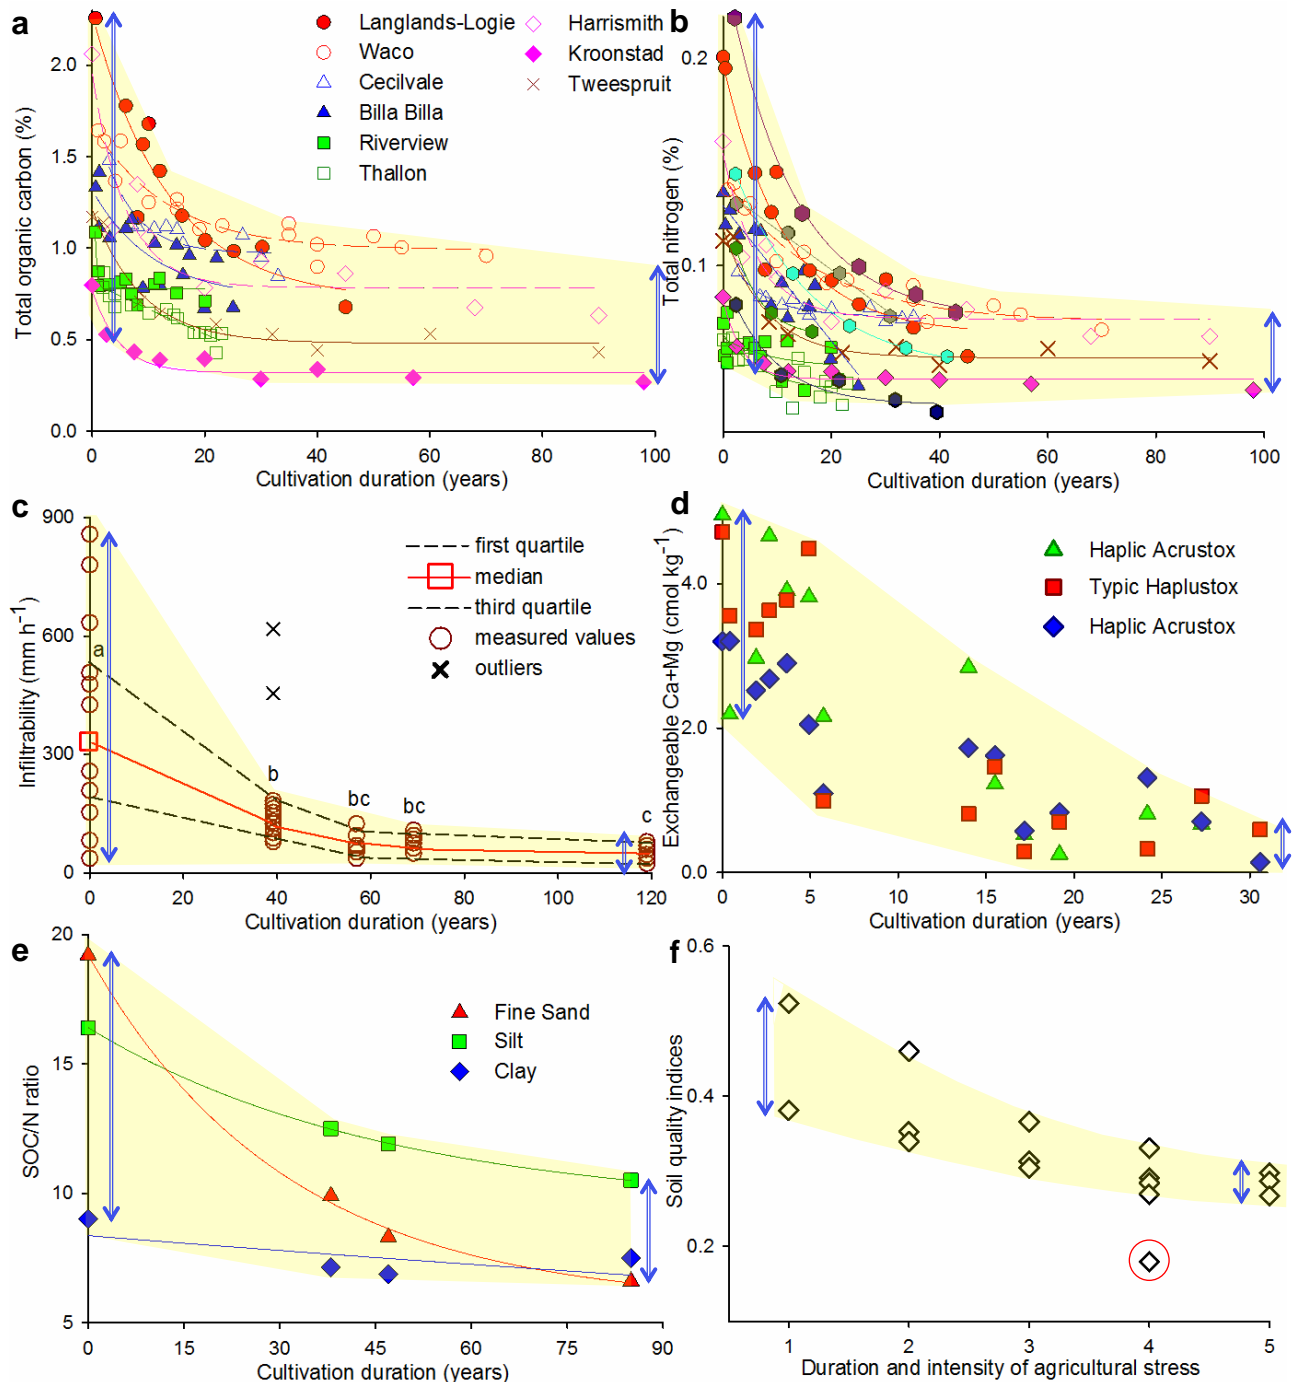 a
Total organic carbon (%)
2.0
1.5
1.0
0.5
0.0
0 20 40 60 80 100
Cultivation duration (years)
Langlands-Logie
Waco
Cecilvale
Billa Billa
Riverview
Thallon
Harrismith
Kroonstad
Tweespruit
b
Total nitrogen (%)
0.2
0.1
0 20 40 60 80 100
Cultivation duration (years)
c
Infiltrability (mm h⁻¹)
900
600
300
0
0 20 40 60 80 100 120
Cultivation duration (years)
first quartile
median
third quartile
measured values
outliers
a
b
bc
bc
c
d
Exchangeable Ca+Mg (cmol kg⁻¹)
4.0
2.0
0.0
0 5 10 15 20 25 30
Cultivation duration (years)
Haplic Acrustox
Typic Haplustox
Haplic Acrustox
e
SOC/N ratio
20
15
10
5
0 15 30 45 60 75 90
Cultivation duration (years)
Fine Sand
Silt
Clay
f
Soil quality indices
0.6
0.4
0.2
1 2 3 4 5
Duration and intensity of agricultural stress